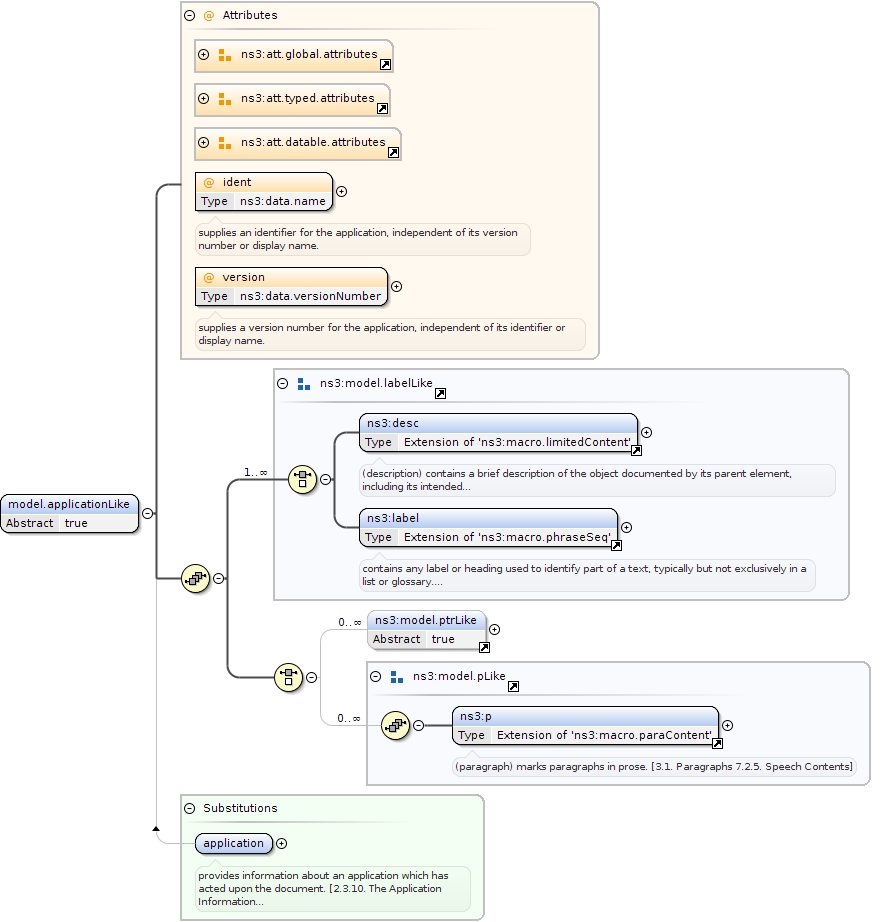 @ Attributes
ns3:att.global.attributes
ns3:att.typed.attributes
ns3:att.datable.attributes
@ ident
Type ns3:data.name
supplies an identifier for the application, independent of its version
number or display name.
@ version
Type ns3:data.versionNumber
supplies a version number for the application, independent of its identifier or
display name.
ns3:model.labelLike
1..∞
ns3:desc
Type Extension of 'ns3:macro.limitedContent'
(description) contains a brief description of the object documented by its parent element,
including its intended...
ns3:label
Type Extension of 'ns3:macro.phraseSeq'
contains any label or heading used to identify part of a text, typically but not exclusively in a
list or glossary....
model.applicationLike
Abstract true
0..∞
ns3:model.ptrLike
Abstract true
ns3:model.pLike
0..∞
ns3:p
Type Extension of 'ns3:macro.paraContent'
(paragraph) marks paragraphs in prose. [3.1. Paragraphs 7.2.5. Speech Contents]
Substitutions
application
provides information about an application which has
acted upon the document. [2.3.10. The Application
Information...